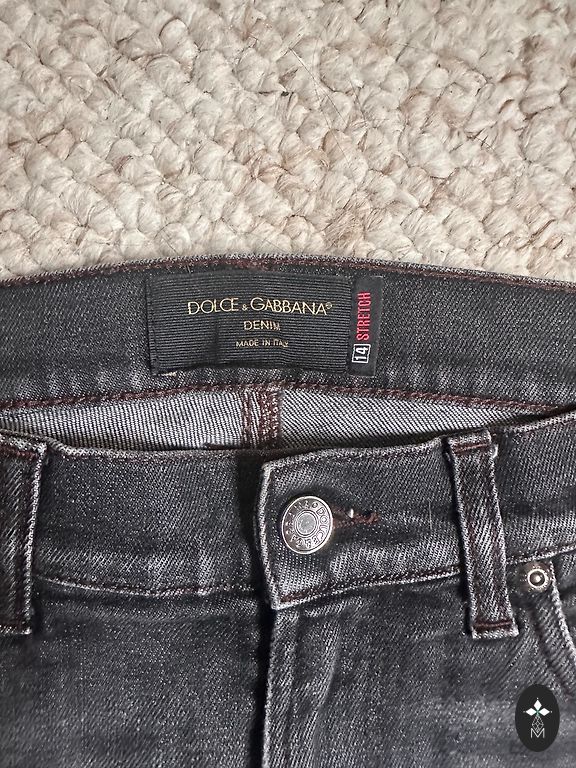 DOLCE & GABBANA®
DENIM
MADE IN ITALY
14 STRETCH
M